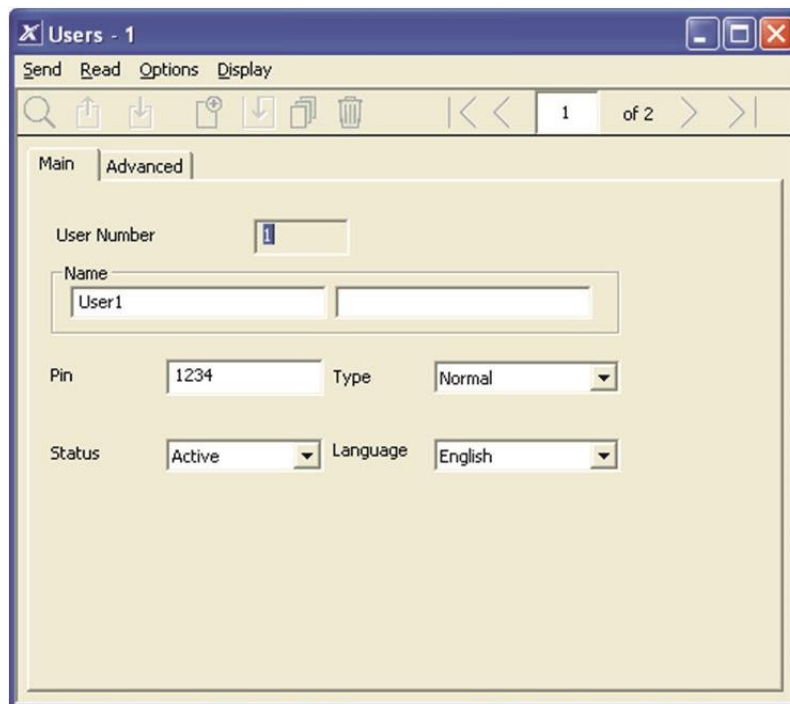 X Users - 1
Send Read Options Display
1 of 2
Main Advanced
User Number 1
Name
User1
Pin 1234 Type Normal
Status Active Language English